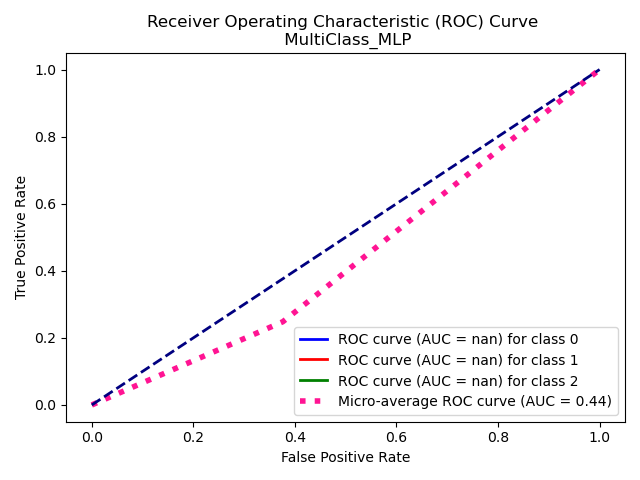 Receiver Operating Characteristic (ROC) Curve
MultiClass_MLP
1.0
0.8
0.6
0.4
0.2
0.0
True Positive Rate
ROC curve (AUC = nan) for class 0
ROC curve (AUC = nan) for class 1
ROC curve (AUC = nan) for class 2
Micro-average ROC curve (AUC = 0.44)
0.0 0.2 0.4 0.6 0.8 1.0
False Positive Rate